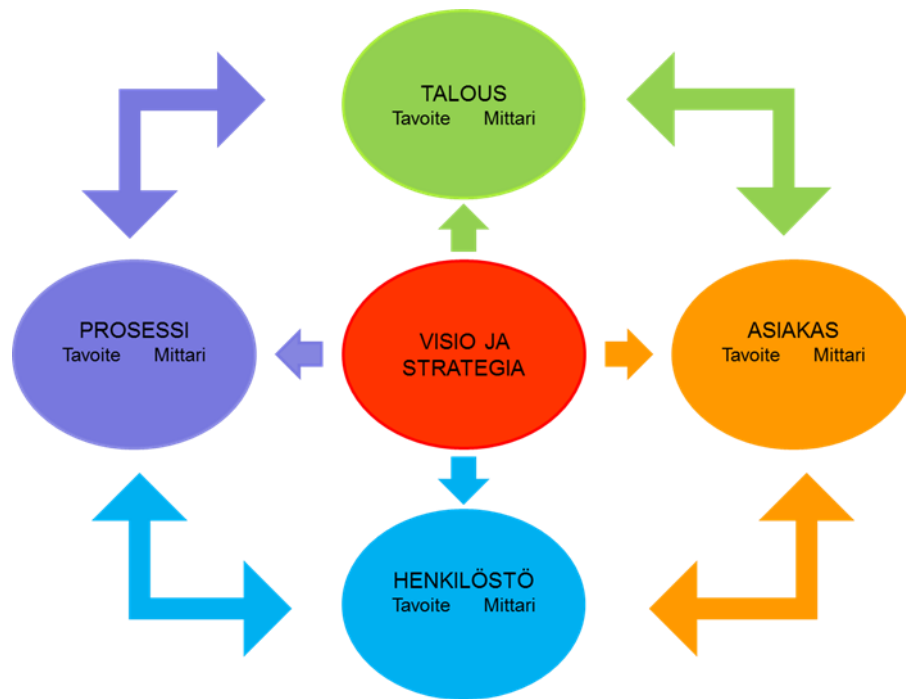 TALOUS
Tavoite Mittari
PROSESSI
Tavoite Mittari
VISIO JA
STRATEGIA
ASIAKAS
Tavoite Mittari
HENKILÖSTÖ
Tavoite Mittari